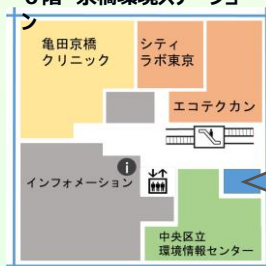 亀田京橋
クリニック
シティ
ラボ東京
エコテクカン
i
インフォメーション
中央区立
環境情報センター